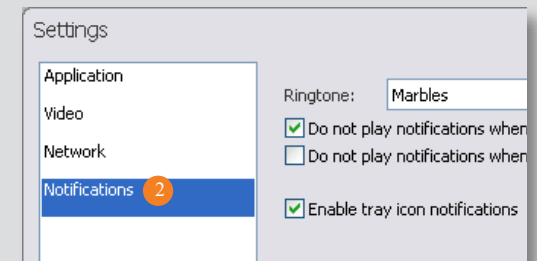 Settings
Application
Video
Network
Notifications 2
Ringtone: Marbles
Do not play notifications when
Do not play notifications when
Enable tray icon notifications